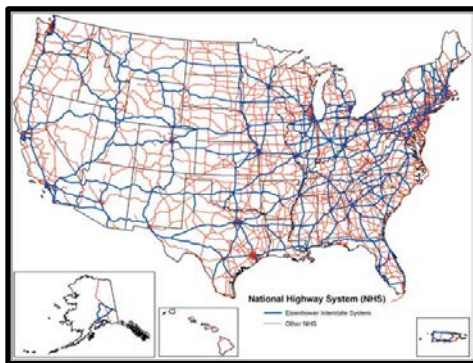 National Highway System (NHS)
Eisenhower Interstate System
Other NHS